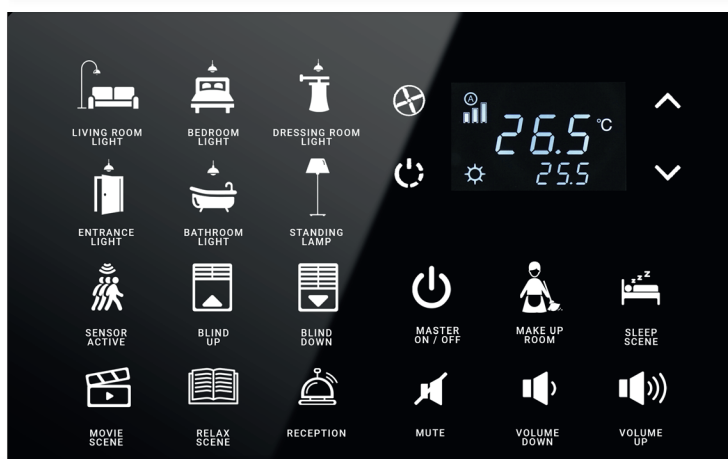 A
26.5 °C
25.5
LIVING ROOM
LIGHT
BEDROOM
LIGHT
DRESSING ROOM
LIGHT
ENTRANCE
LIGHT
BATHROOM
LIGHT
STANDING
LAMP
zzz
SENSOR
ACTIVE
BLIND
UP
BLIND
DOWN
MASTER
ON / OFF
MAKE UP
ROOM
SLEEP
SCENE
MOVIE
SCENE
RELAX
SCENE
RECEPTION
MUTE
VOLUME
DOWN
VOLUME
UP